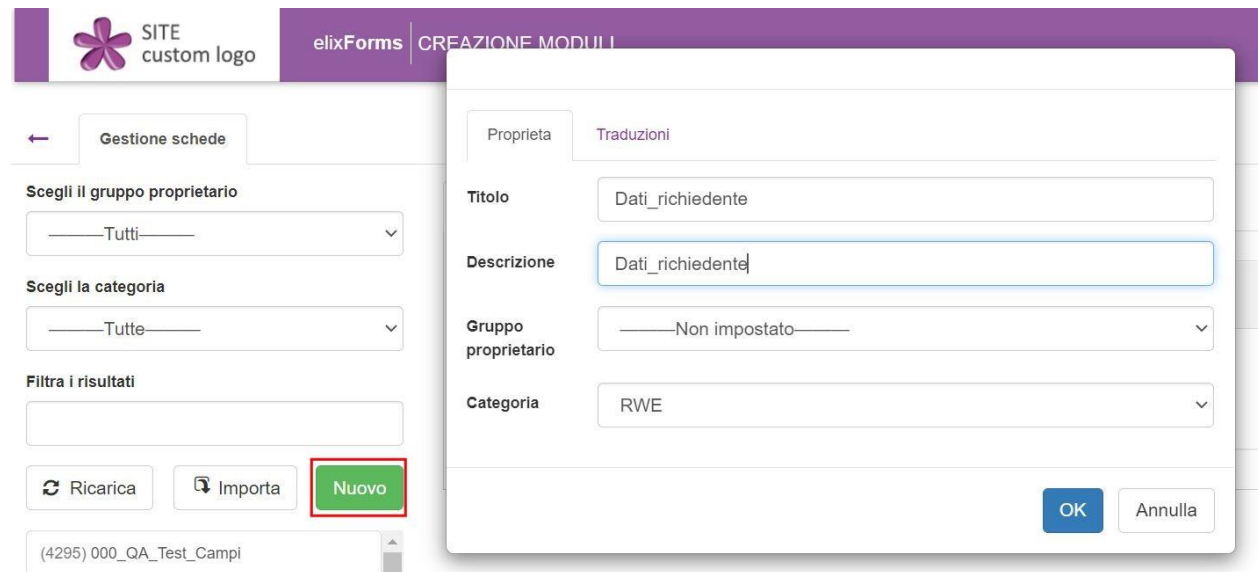 SITE
custom logo
elixForms
CREAZIONE MODULI
Gestione schede
Scegli il gruppo proprietario
———Tutti———
Scegli la categoria
———Tutte———
Filtra i risultati
Ricarica
Importa
Nuovo
(4295) 000_QA_Test_Campi
Proprieta
Traduzioni
Titolo
Dati_richiedente
Descrizione
Dati_richiedente
Gruppo
proprietario
———Non impostato———
Categoria
RWE
OK
Annulla